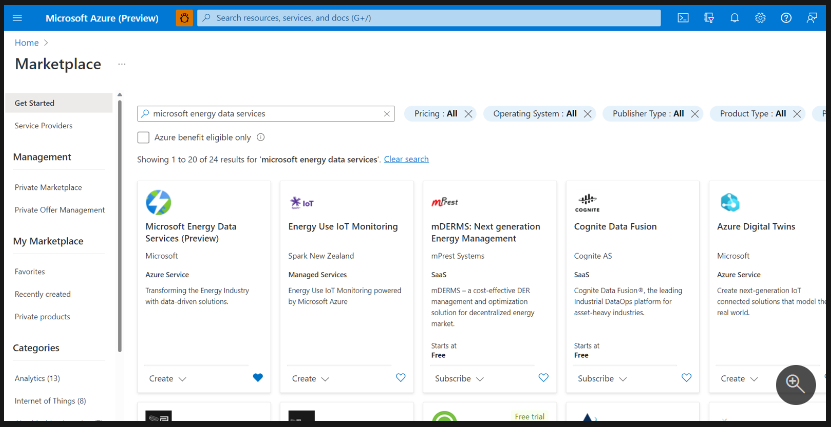 Microsoft Azure (Preview)
Search resources, services, and docs (G+/)
Home
Marketplace
...
Get Started
Service Providers
Management
Private Marketplace
Private Offer Management
My Marketplace
Favorites
Recently created
Private products
Categories
Analytics (13)
Internet of Things (8)
microsoft energy data services
Pricing : All
Operating System : All
Publisher Type : All
Product Type : All
Azure benefit eligible only
Showing 1 to 20 of 24 results for 'microsoft energy data services'. Clear search
Microsoft Energy Data
Services (Preview)
Microsoft
Azure Service
Transforming the Energy Industry
with data-driven solutions.
Create
IoT
Energy Use IoT Monitoring
Spark New Zealand
Managed Services
Energy Use IoT Monitoring powered
by Microsoft Azure
Create
mPrest
mDERMS: Next generation
Energy Management
mPrest Systems
SaaS
mDERMS – a cost-effective DER
management and optimization
solution for decentralized energy
market.
Starts at
Free
Subscribe
COGNITE
Cognite Data Fusion
Cognite AS
SaaS
Cognite Data Fusion®, the leading
Industrial DataOps platform for
asset-heavy industries.
Starts at
Free
Subscribe
Azure Digital Twins
Microsoft
Azure Service
Create next-generation IoT
connected solutions that model the
real world.
Create
Free trial